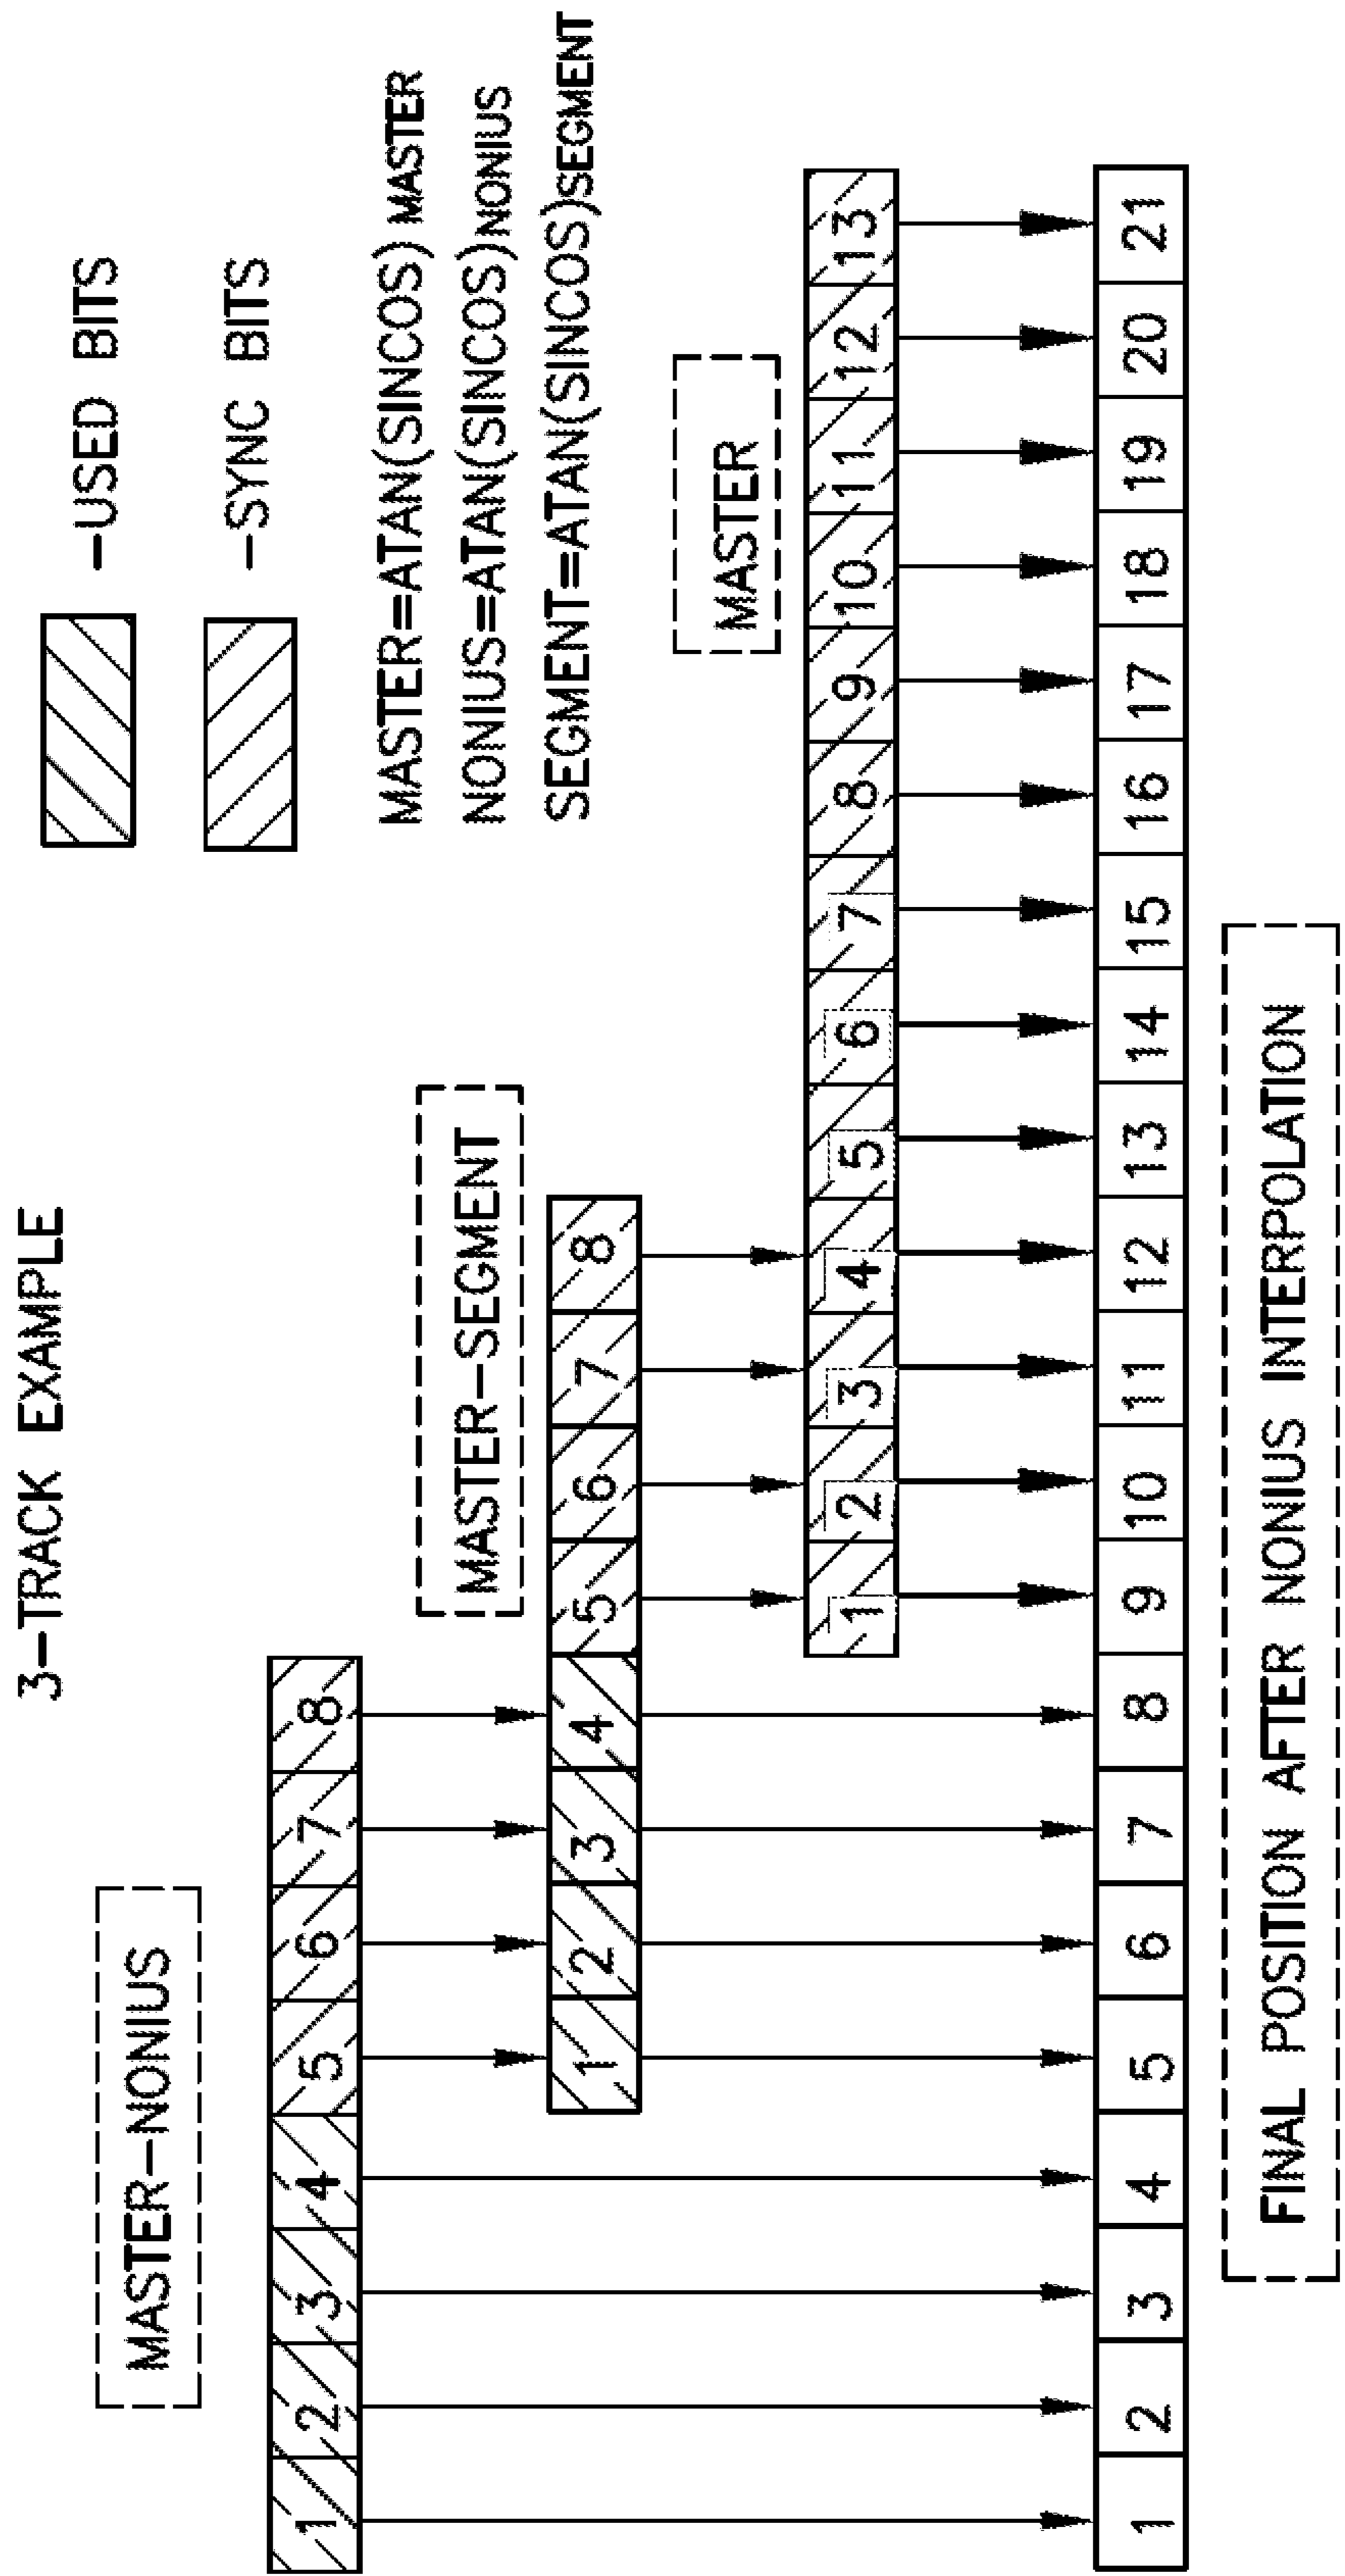 3-TRACK EXAMPLE
-USED BITS
-SYNC BITS
MASTER=ATAN(SINCOS)MASTER
NONIUS=ATAN(SINCOS)NONIUS
SEGMENT=ATAN(SINCOS)SEGMENT
MASTER-NONIUS
1 2 3 4 5 6 7 8
MASTER-SEGMENT
1 2 3 4 5 6 7 8
MASTER
1 2 3 4 5 6 7 8 9 10 11 12 13
1 2 3 4 5 6 7 8 9 10 11 12 13 14 15 16 17 18 19 20 21
FINAL POSITION AFTER NONIUS INTERPOLATION